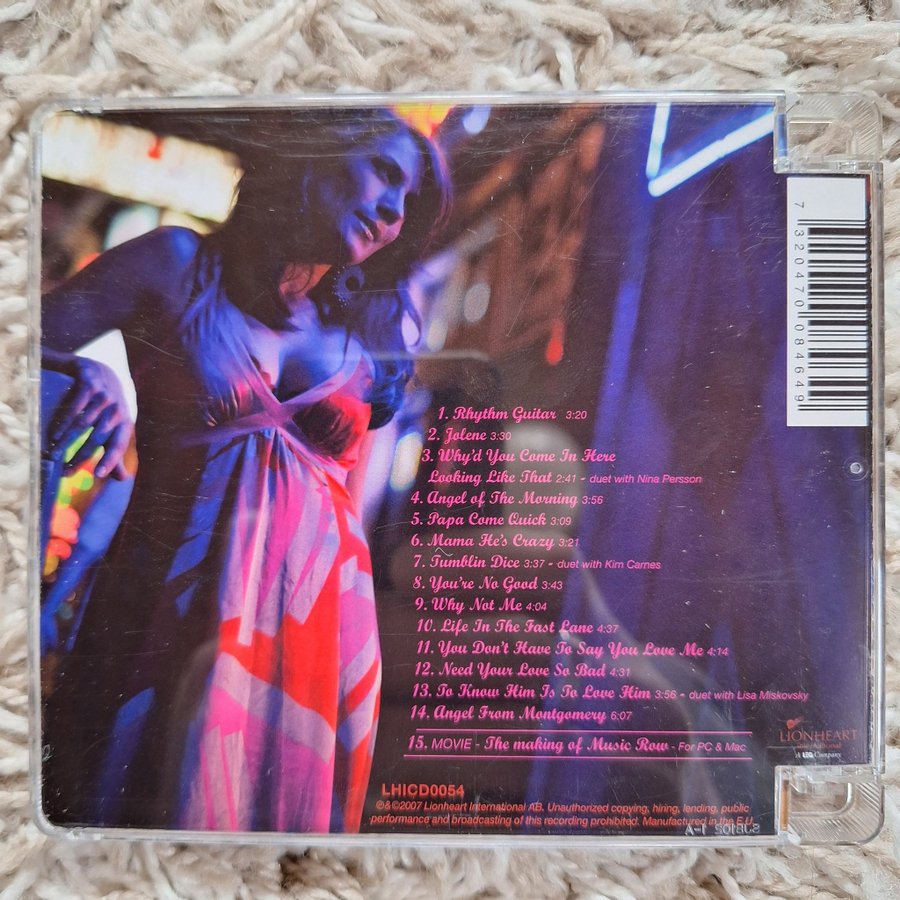 7 320470 084649
1. Rhythm Guitar 3:20
2. Jolene 3:30
3. Why'd You Come In Here
Looking Like That 2:41 - duet with Nina Persson
4. Angel of The Morning 3:56
5. Papa Come Quick 3:09
6. Mama He's Crazy 3:21
7. Tumblin Dice 3:37 - duet with Kim Carnes
8. You're No Good 3:43
9. Why Not Me 4:04
10. Life In The Fast Lane 4:37
11. You Don't Have To Say You Love Me 4:14
12. Need Your Love So Bad 4:31
13. To Know Him Is To Love Him 3:56 - duet with Lisa Miskovsky
14. Angel From Montgomery 6:07
15. MOVIE - The making of Music Row - For PC & Mac
LIONHEART
international
A LEG Company
LHICD0054
℗&©2007 Lionheart International AB. Unauthorized copying, hiring, lending, public
performance and broadcasting of this recording prohibited. Manufactured in the E.U.